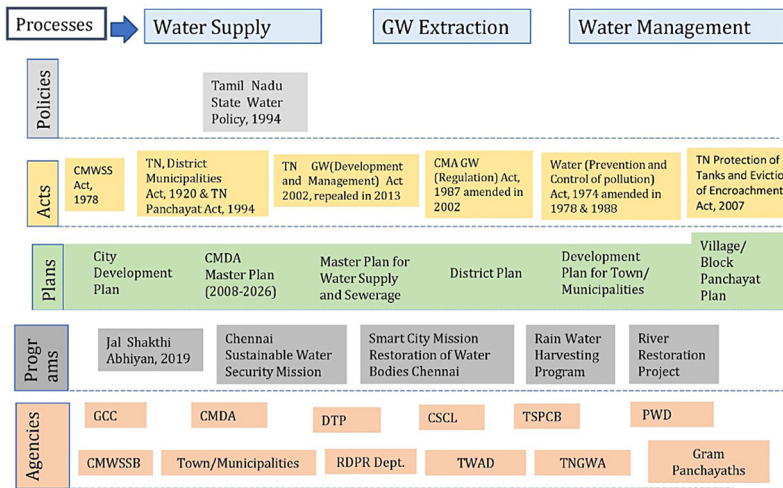 Processes
Water Supply
GW Extraction
Water Management
Policies
Tamil Nadu
State Water
Policy, 1994
Acts
CMWSS
Act,
1978
TN, District
Municipalities
Act, 1920 & TN
Panchayat Act, 1994
TN GW(Development
and Management) Act
2002, repealed in 2013
CMA GW
(Regulation) Act,
1987 amended in
2002
Water (Prevention and
Control of pollution)
Act, 1974 amended in
1978 & 1988
TN Protection of
Tanks and Eviction
of Encroachment
Act, 2007
Plans
City
Development
Plan
CMDA
Master Plan
(2008-2026)
Master Plan for
Water Supply
and Sewerage
District Plan
Development
Plan for Town/
Municipalities
Village/
Block
Panchayat
Plan
Progr
ams
Jal Shakthi
Abhiyan, 2019
Chennai
Sustainable Water
Security Mission
Smart City Mission
Restoration of Water
Bodies Chennai
Rain Water
Harvesting
Program
River
Restoration
Project
Agencies
GCC
CMDA
DTP
CSCL
TSPCB
PWD
CMWSSB
Town/Municipalities
RDPR Dept.
TWAD
TNGWA
Gram
Panchayaths